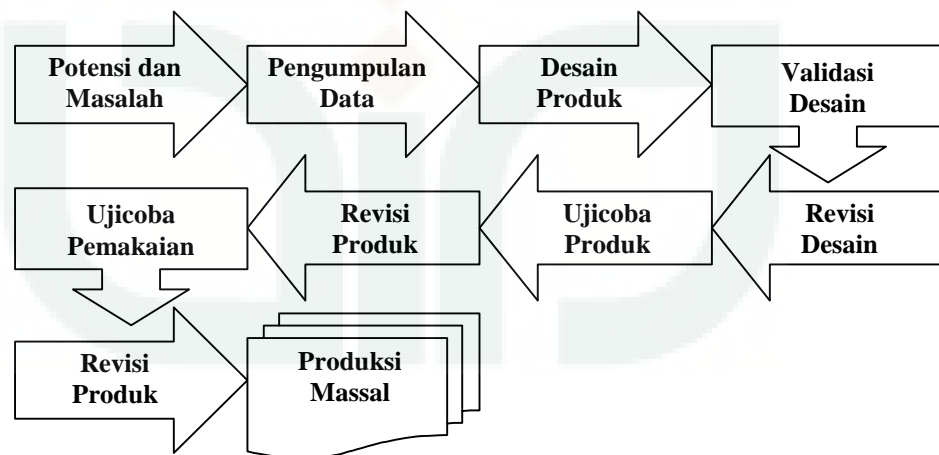 Potensi dan
Masalah
Pengumpulan
Data
Desain
Produk
Validasi
Desain
Revisi
Desain
Ujicoba
Produk
Revisi
Produk
Ujicoba
Pemakaian
Revisi
Produk
Produksi
Massal